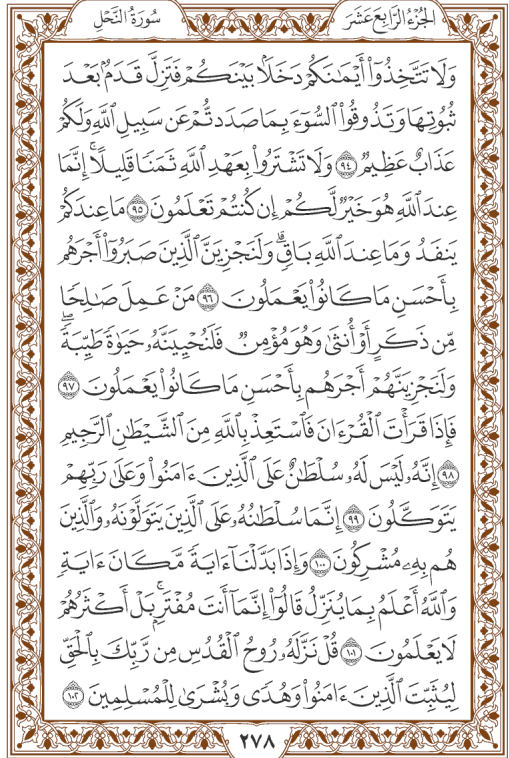 الجُزْءُ الرَّابِعَ عَشَرَ
سُورَةُ النَّحْلِ
وَلَا تَتَّخِذُوٓاْ أَيْمَٰنَكُمْ دَخَلَۢا بَيْنَكُمْ فَتَزِلَّ قَدَمُۢ بَعْدَ
ثُبُوتِهَا وَتَذُوقُواْ ٱلسُّوٓءَ بِمَا صَدَدتُّمْ عَن سَبِيلِ ٱللَّهِ وَلَكُمْ
عَذَابٌ عَظِيمٌ ٩٤ وَلَا تَشْتَرُواْ بِعَهْدِ ٱللَّهِ ثَمَنٗا قَلِيلًاۚ إِنَّمَا
عِندَ ٱللَّهِ هُوَ خَيْرٞ لَّكُمْ إِن كُنتُمْ تَعْلَمُونَ ٩٥ مَا عِندَكُمْ
يَنفَدُ وَمَا عِندَ ٱللَّهِ بَاقٖۗ وَلَنَجْزِيَنَّ ٱلَّذِينَ صَبَرُوٓاْ أَجْرَهُم
بِأَحْسَنِ مَا كَانُواْ يَعْمَلُونَ ٩٦ مَنْ عَمِلَ صَٰلِحٗا
مِّن ذَكَرٍ أَوْ أُنثَىٰ وَهُوَ مُؤْمِنٞ فَلَنُحْيِيَنَّهُۥ حَيَوٰةٗ طَيِّبَةٗۖ
وَلَنَجْزِيَنَّهُمْ أَجْرَهُم بِأَحْسَنِ مَا كَانُواْ يَعْمَلُونَ ٩٧
فَإِذَا قَرَأْتَ ٱلْقُرْءَانَ فَٱسْتَعِذْ بِٱللَّهِ مِنَ ٱلشَّيْطَٰنِ ٱلرَّجِيمِ
٩٨ إِنَّهُۥ لَيْسَ لَهُۥ سُلْطَٰنٌ عَلَى ٱلَّذِينَ ءَامَنُواْ وَعَلَىٰ رَبِّهِمْ
يَتَوَكَّلُونَ ٩٩ إِنَّمَا سُلْطَٰنُهُۥ عَلَى ٱلَّذِينَ يَتَوَلَّوْنَهُۥ وَٱلَّذِينَ
هُم بِهِۦ مُشْرِكُونَ ١٠٠ وَإِذَا بَدَّلْنَآ ءَايَةٗ مَّكَانَ ءَايَةٖ
وَٱللَّهُ أَعْلَمُ بِمَا يُنَزِّلُ قَالُوٓاْ إِنَّمَآ أَنتَ مُفْتَرِۭۚ بَلْ أَكْثَرُهُمْ
لَا يَعْلَمُونَ ١٠١ قُلْ نَزَّلَهُۥ رُوحُ ٱلْقُدُسِ مِن رَّبِّكَ بِٱلْحَقِّ
لِيُثَبِّتَ ٱلَّذِينَ ءَامَنُواْ وَهُدٗى وَبُشْرَىٰ لِلْمُسْلِمِينَ ١٠٢
٢٧٨